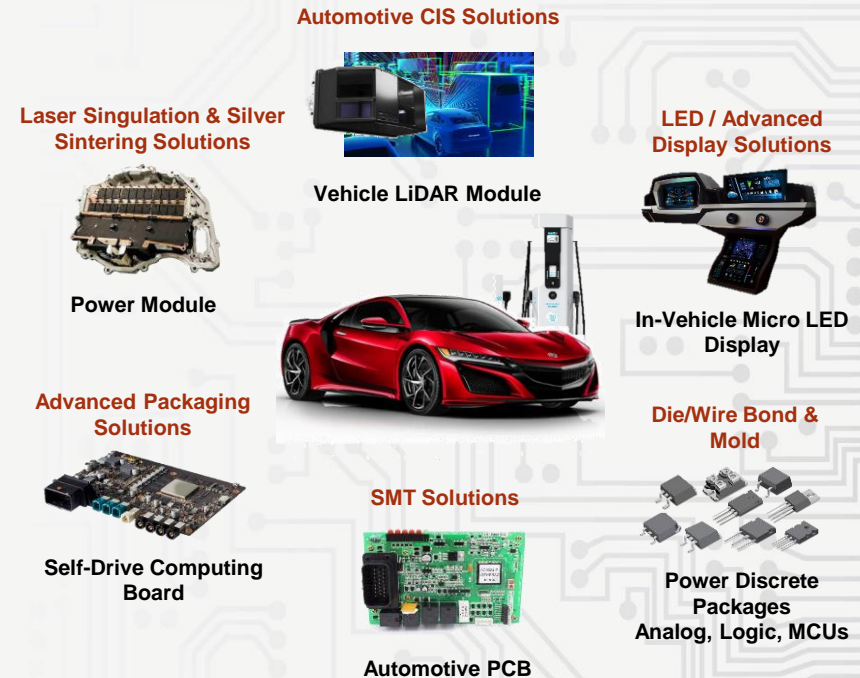 Automotive CIS Solutions
Vehicle LiDAR Module
Laser Singulation & Silver
Sintering Solutions
Power Module
LED / Advanced
Display Solutions
In-Vehicle Micro LED
Display
Advanced Packaging
Solutions
Self-Drive Computing
Board
SMT Solutions
Automotive PCB
Die/Wire Bond &
Mold
Power Discrete
Packages
Analog, Logic, MCUs